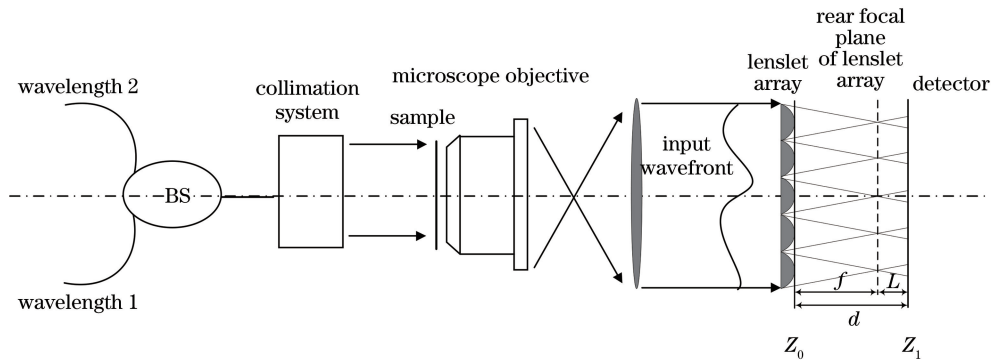 wavelength 2
BS
wavelength 1
collimation
system
microscope objective
sample
input
wavefront
lenslet
array
rear focal
plane
of lenslet
array
detector
f
L
d
Z₀
Z₁